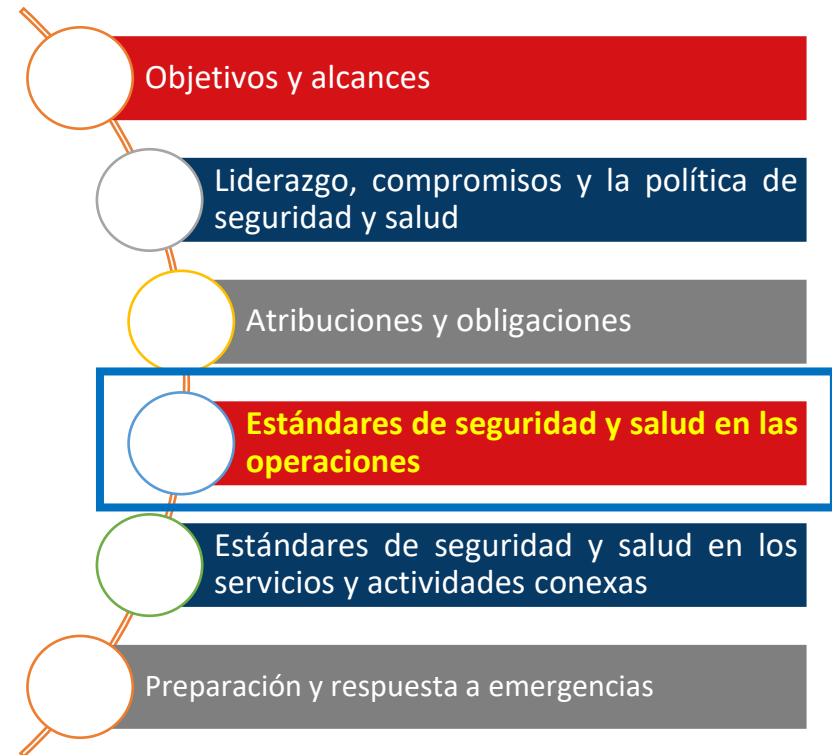 Objetivos y alcances
Liderazgo, compromisos y la política de
seguridad y salud
Atribuciones y obligaciones
Estándares de seguridad y salud en las
operaciones
Estándares de seguridad y salud en los
servicios y actividades conexas
Preparación y respuesta a emergencias